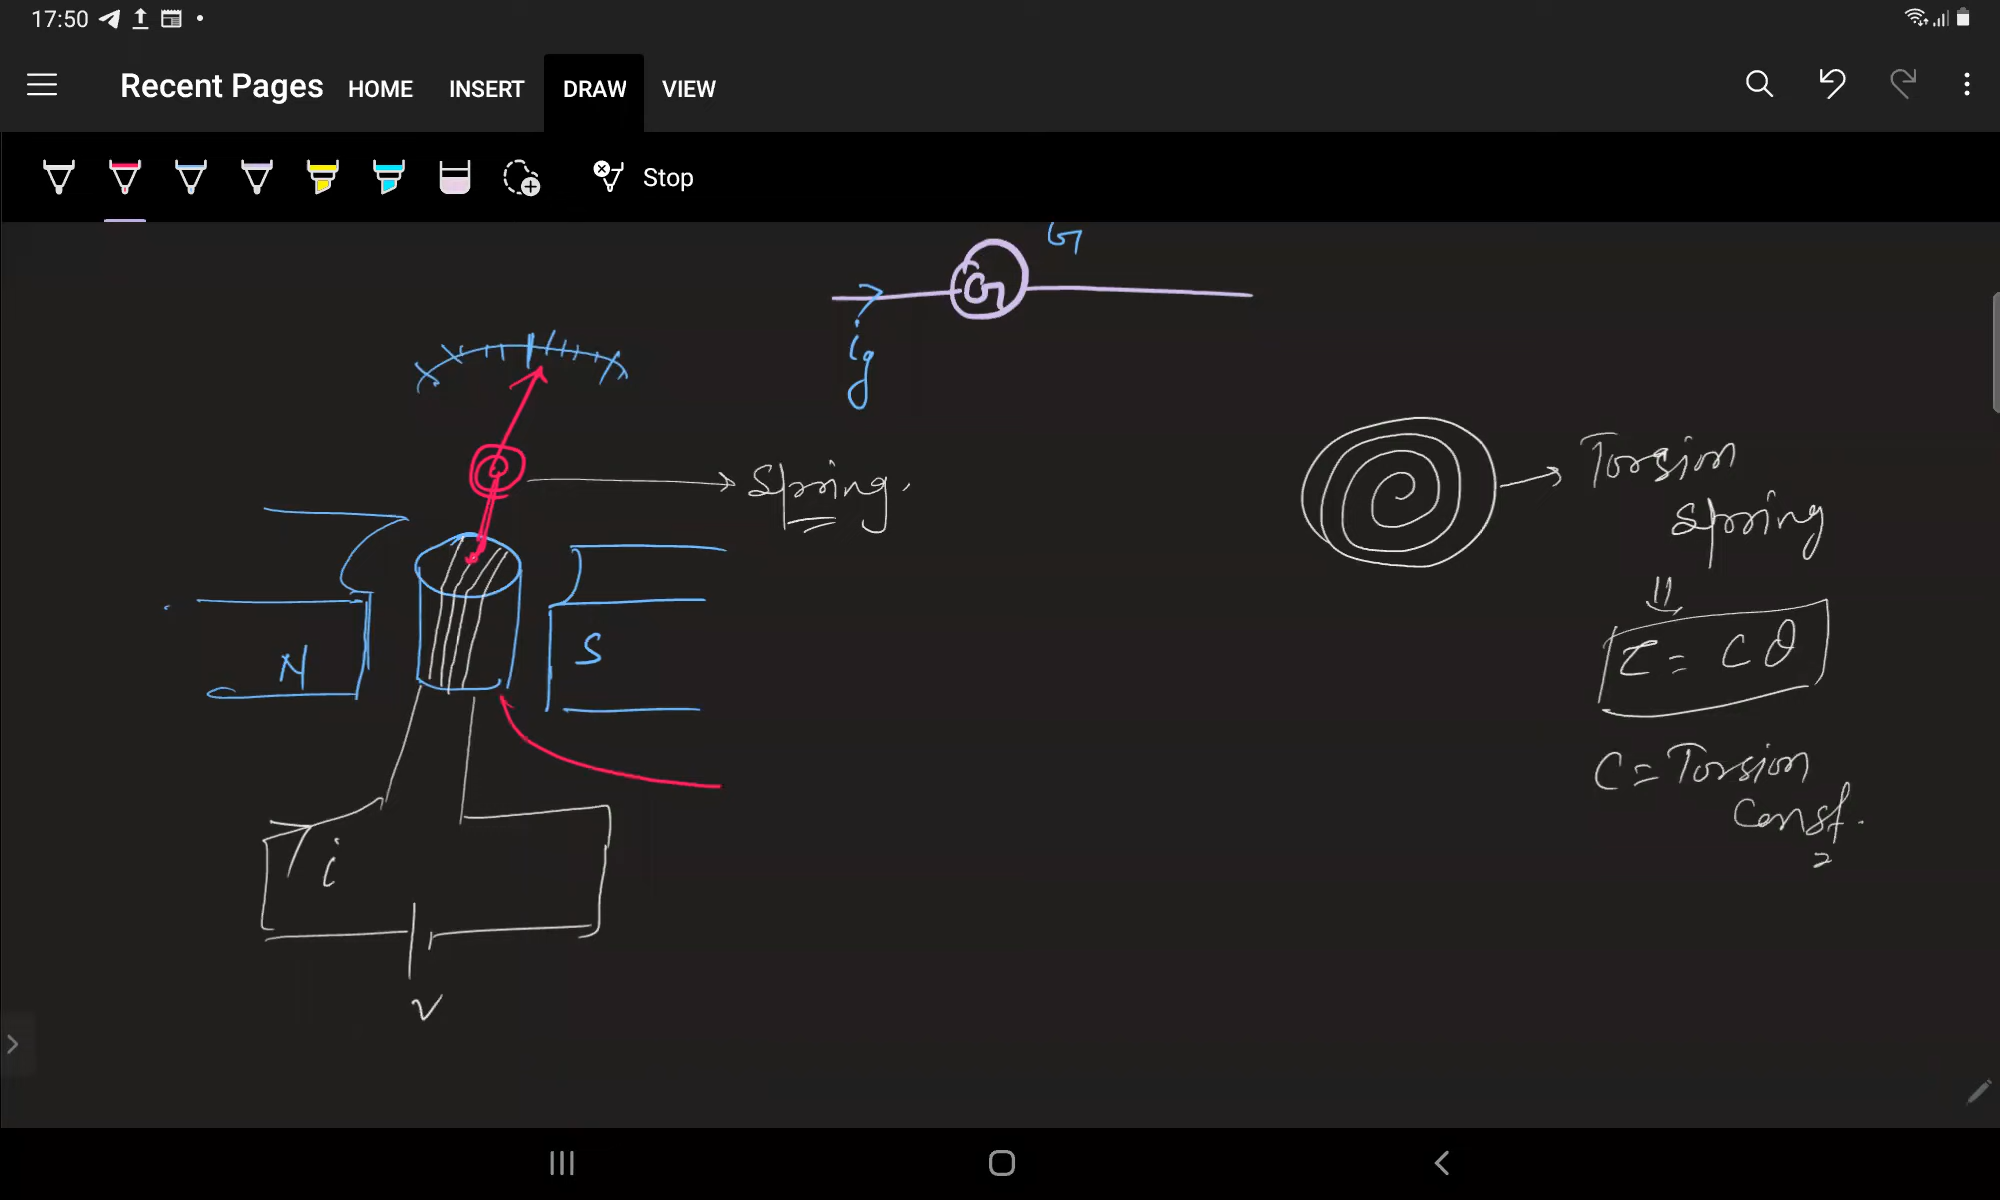 17:50
Recent Pages HOME INSERT DRAW VIEW
Stop
G
G
ig
Spring.
Torsion
Spring
N
S
τ = Cθ
C = Torsion
Const.
i
V